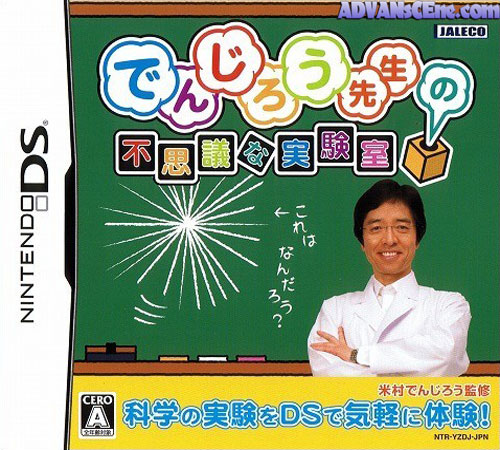 ADVANsCEne.com
JALECO
でんじろう先生の
不思議な実験室
NINTENDO DS
これは
なんだろう?
←
CERO
A
全年齢対象
米村でんじろう監修
科学の実験をDSで気軽に体験!
NTR-YZDJ-JPN